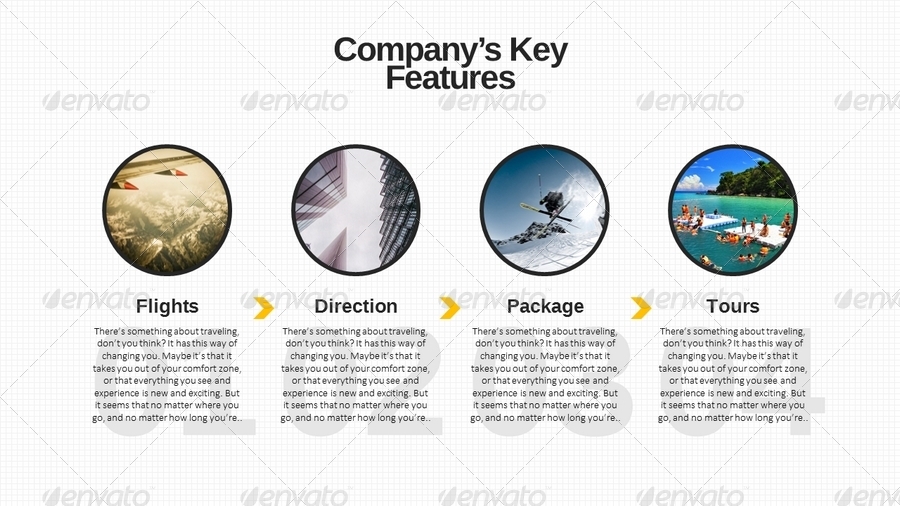 Company's Key
Features
envato envato envato envato envato
envato envato envato envato envato
Flights
Direction
Package
Tours
There's something about traveling,
don't you think? It has this way of
changing you. Maybe it's that it
takes you out of your comfort zone,
or that everything you see and
experience is new and exciting. But
it seems that no matter where you
go, and no matter how long you're..
01
There's something about traveling,
don't you think? It has this way of
changing you. Maybe it's that it
takes you out of your comfort zone,
or that everything you see and
experience is new and exciting. But
it seems that no matter where you
go, and no matter how long you're..
02
There's something about traveling,
don't you think? It has this way of
changing you. Maybe it's that it
takes you out of your comfort zone,
or that everything you see and
experience is new and exciting. But
it seems that no matter where you
go, and no matter how long you're..
03
There's something about traveling,
don't you think? It has this way of
changing you. Maybe it's that it
takes you out of your comfort zone,
or that everything you see and
experience is new and exciting. But
it seems that no matter where you
go, and no matter how long you're..
04
envato envato envato envato envato